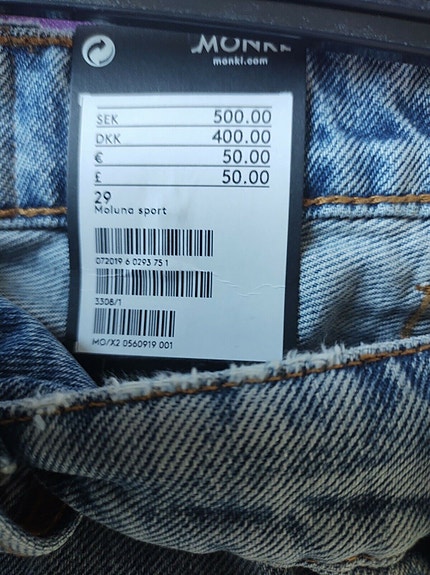 MONKI
monki.com
SEK 500.00
DKK 400.00
€ 50.00
£ 50.00
29
Moluna sport
072019 6 0293 75 1
3308/1
MO/X2 0560919 001